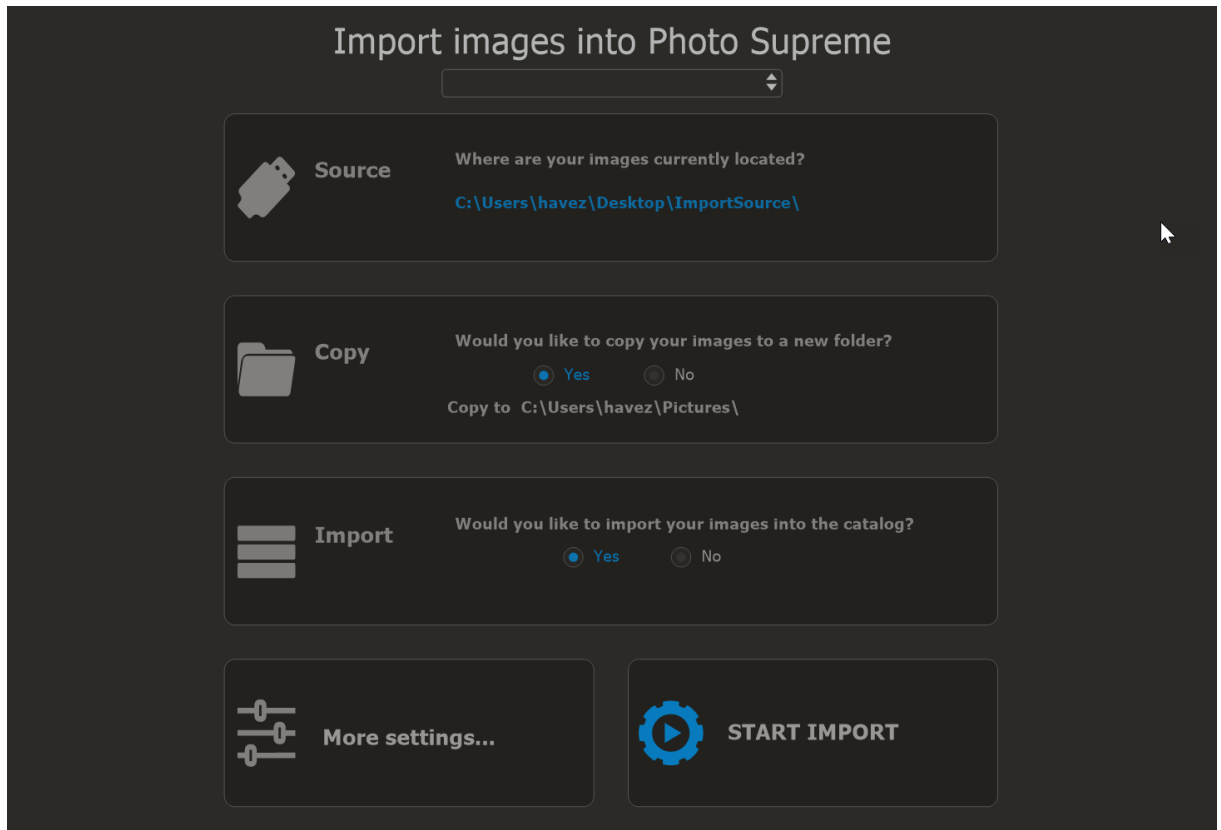 Import images into Photo Supreme
Source
Where are your images currently located?
C:\Users\havez\Desktop\ImportSource\
Copy
Would you like to copy your images to a new folder?
Yes No
Copy to C:\Users\havez\Pictures\
Import
Would you like to import your images into the catalog?
Yes No
More settings...
START IMPORT